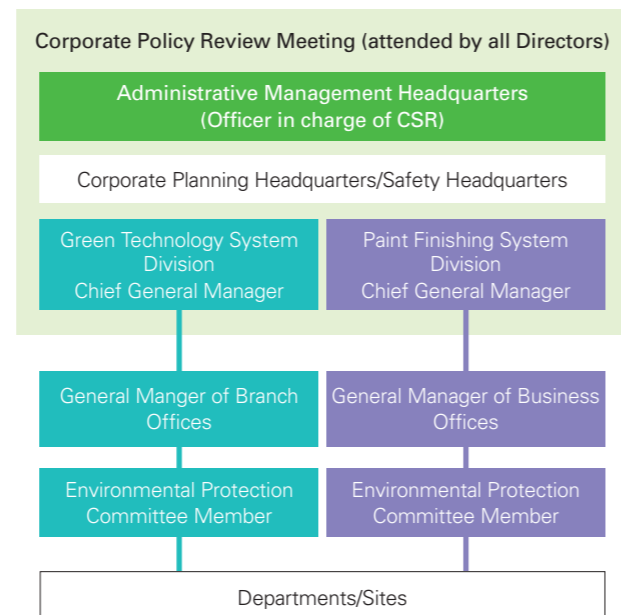 Corporate Policy Review Meeting (attended by all Directors)
Administrative Management Headquarters
(Officer in charge of CSR)
Corporate Planning Headquarters/Safety Headquarters
Green Technology System
Division
Chief General Manager
Paint Finishing System
Division
Chief General Manager
General Manger of Branch
Offices
General Manager of Business
Offices
Environmental Protection
Committee Member
Environmental Protection
Committee Member
Departments/Sites